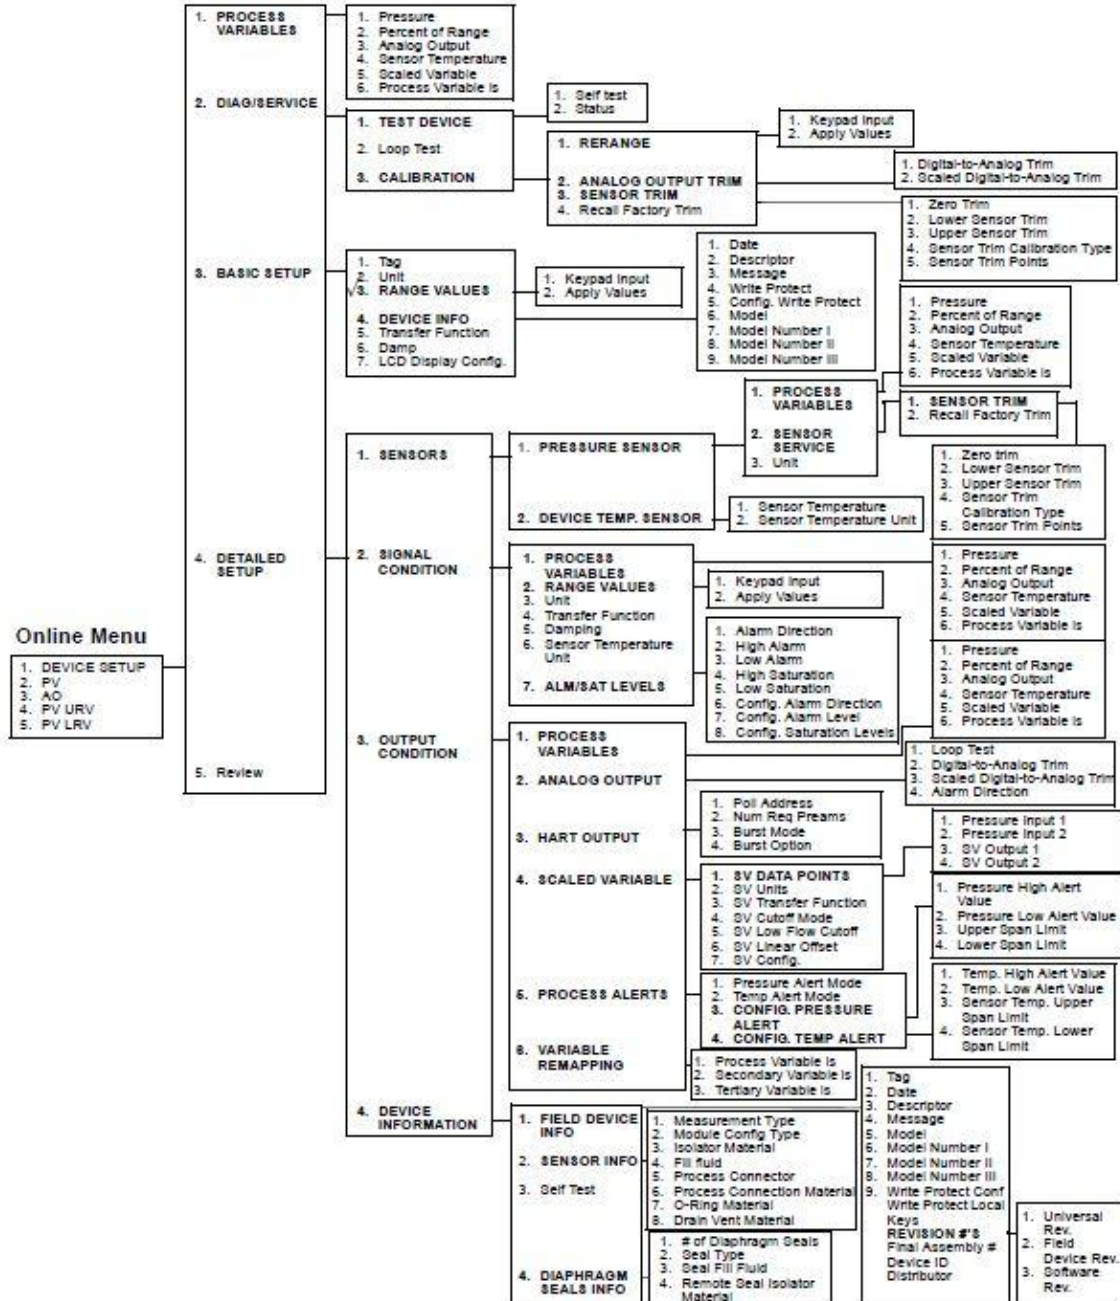 1. PROCESS
VARIABLES
2. DIAG/SERVICE
3. BASIC SETUP
4. DETAILED
SETUP
5. Review
Online Menu
1. DEVICE SETUP
2. PV
3. AO
4. PV URV
5. PV LRV
1. Pressure
2. Percent of Range
3. Analog Output
4. Sensor Temperature
5. Scaled Variable
6. Process Variable is
1. TEST DEVICE
2. Loop Test
3. CALIBRATION
1. Self test
2. Status
1. RERANGE
2. ANALOG OUTPUT TRIM
3. SENSOR TRIM
4. Recall Factory Trim
1. Keypad Input
2. Apply Values
1. Digital-to-Analog Trim
2. Scaled Digital-to-Analog Trim
1. Zero Trim
2. Lower Sensor Trim
3. Upper Sensor Trim
4. Sensor Trim Calibration Type
5. Sensor Trim Points
1. Tag
2. Unit
3. RANGE VALUES
4. DEVICE INFO
5. Transfer Function
6. Damp
7. LCD Display Config.
1. Keypad Input
2. Apply Values
1. Date
2. Descriptor
3. Message
4. Write Protect
5. Config. Write Protect
6. Model
7. Model Number I
8. Model Number II
9. Model Number III
1. SENSORS
2. SIGNAL
CONDITION
3. OUTPUT
CONDITION
4. DEVICE
INFORMATION
1. PRESSURE SENSOR
2. DEVICE TEMP. SENSOR
1. PROCESS
VARIABLES
2. SENSOR
SERVICE
3. Unit
1. Pressure
2. Percent of Range
3. Analog Output
4. Sensor Temperature
5. Scaled Variable
6. Process Variable is
1. SENSOR TRIM
2. Recall Factory Trim
1. Zero trim
2. Lower Sensor Trim
3. Upper Sensor Trim
4. Sensor Trim
Calibration Type
5. Sensor Trim Points
1. Sensor Temperature
2. Sensor Temperature Unit
1. PROCESS
VARIABLES
2. RANGE VALUES
3. Unit
4. Transfer Function
5. Damping
6. Sensor Temperature
Unit
7. ALM/SAT LEVELS
1. Pressure
2. Percent of Range
3. Analog Output
4. Sensor Temperature
5. Scaled Variable
6. Process Variable is
1. Keypad Input
2. Apply Values
1. Alarm Direction
2. High Alarm
3. Low Alarm
4. High Saturation
5. Low Saturation
6. Config. Alarm Direction
7. Config. Alarm Level
8. Config. Saturation Levels
1. PROCESS
VARIABLES
2. ANALOG OUTPUT
3. HART OUTPUT
4. SCALED VARIABLE
5. PROCESS ALERTS
6. VARIABLE
REMAPPING
1. Pressure
2. Percent of Range
3. Analog Output
4. Sensor Temperature
5. Scaled Variable
6. Process Variable is
1. Loop Test
2. Digital-to-Analog Trim
3. Scaled Digital-to-Analog Trim
4. Alarm Direction
1. Poll Address
2. Num Req Preams
3. Burst Mode
4. Burst Option
1. SV DATA POINTS
2. SV Units
3. SV Transfer Function
4. SV Cutoff Mode
5. SV Low Flow Cutoff
6. SV Linear Offset
7. SV Config.
1. Pressure Input 1
2. Pressure Input 2
3. SV Output 1
4. SV Output 2
1. Pressure Alert Mode
2. Temp Alert Mode
3. CONFIG. PRESSURE
ALERT
4. CONFIG. TEMP ALERT
1. Pressure High Alert
Value
2. Pressure Low Alert Value
3. Upper Span Limit
4. Lower Span Limit
1. Temp. High Alert Value
2. Temp. Low Alert Value
3. Sensor Temp. Upper
Span Limit
4. Sensor Temp. Lower
Span Limit
1. Process Variable is
2. Secondary Variable is
3. Tertiary Variable is
1. FIELD DEVICE
INFO
2. SENSOR INFO
3. Self Test
4. DIAPHRAGM
SEALS INFO
1. Measurement Type
2. Module Config Type
3. Isolator Material
4. Fill fluid
5. Process Connector
6. Process Connection Material
7. O-Ring Material
8. Drain Vent Material
1. # of Diaphragm Seals
2. Seal Type
3. Seal Fill Fluid
4. Remote Seal Isolator
Material
1. Tag
2. Date
3. Descriptor
4. Message
5. Model
6. Model Number I
7. Model Number II
8. Model Number III
9. Write Protect Conf
Write Protect Local
Keys
REVISION #'S
Final Assembly #
Device ID
Distributor
1. Universal
Rev.
2. Field
Device Rev.
3. Software
Rev.